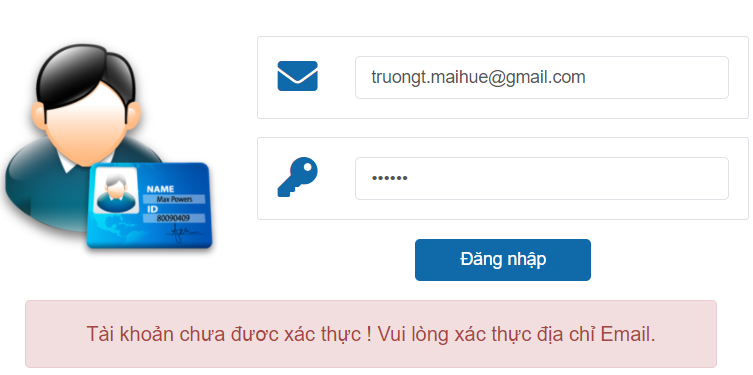 truongt.maihue@gmail.com
NAME
Max Powers
ID
80090409
••••••
Đăng nhập
Tài khoản chưa được xác thực ! Vui lòng xác thực địa chỉ Email.